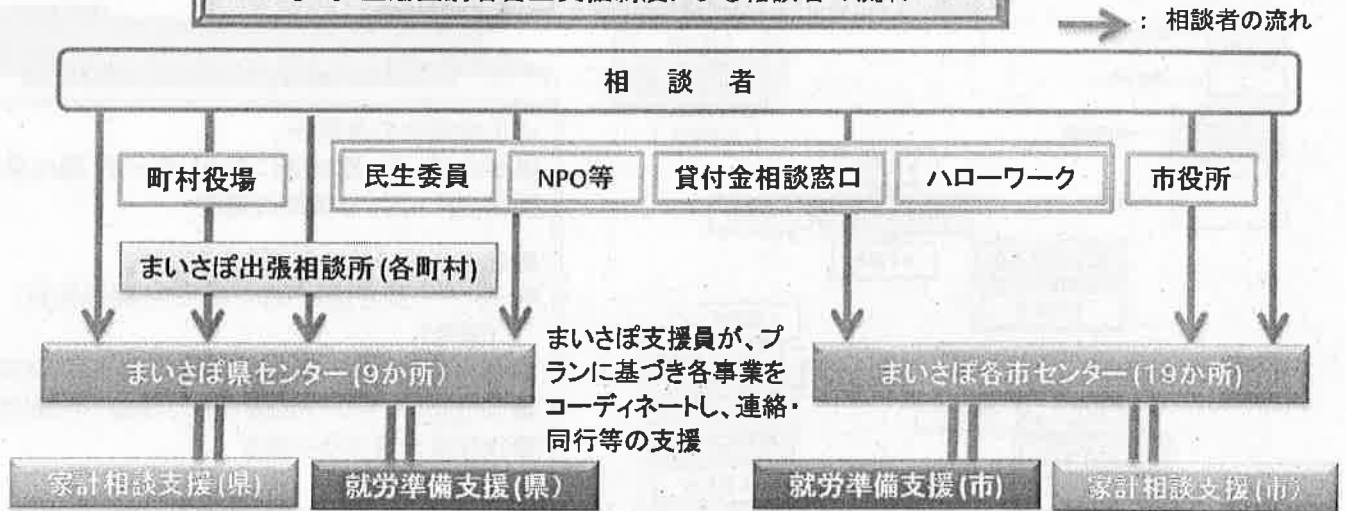 : 相談者の流れ
相 談 者
町村役場
民生委員
NPO等
貸付金相談窓口
ハローワーク
市役所
まいさぽ出張相談所(各町村)
まいさぽ支援員が、プ
ランに基づき各事業を
コーディネートし、連絡・
同行等の支援
まいさぽ県センター(9か所)
まいさぽ各市センター(19か所)
家計相談支援(県)
就労準備支援(県)
就労準備支援(市)
家計相談支援(市)